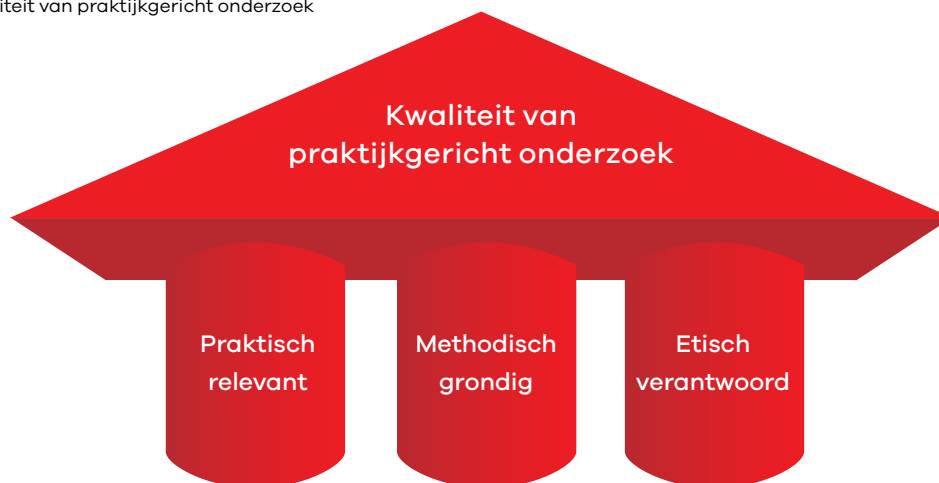 iteit van praktijkgericht onderzoek
Kwaliteit van
praktijkgericht onderzoek
Praktisch
relevant
Methodisch
grondig
Etisch
verantwoord